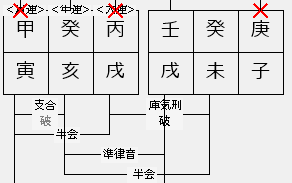 甲 癸 丙 壬 癸 庚
寅 亥 戌 戌 未 子
支合
破
半会
庫気刑
破
準律音
半会